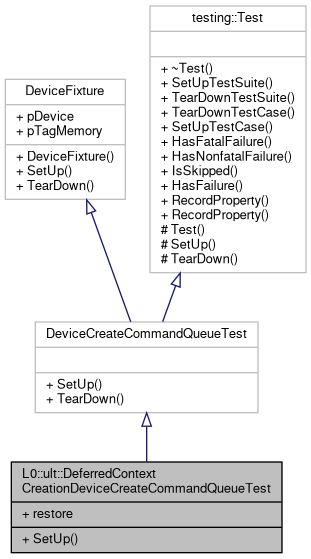 testing::Test
+ ~Test()
+ SetUpTestSuite()
+ TearDownTestSuite()
+ TearDownTestCase()
+ SetUpTestCase()
+ HasFatalFailure()
+ HasNonfatalFailure()
+ IsSkipped()
+ HasFailure()
+ RecordProperty()
+ RecordProperty()
# Test()
# SetUp()
# TearDown()
DeviceFixture
+ pDevice
+ pTagMemory
+ DeviceFixture()
+ SetUp()
+ TearDown()
DeviceCreateCommandQueueTest
+ SetUp()
+ TearDown()
L0::ult::DeferredContext
CreationDeviceCreateCommandQueueTest
+ restore
+ SetUp()